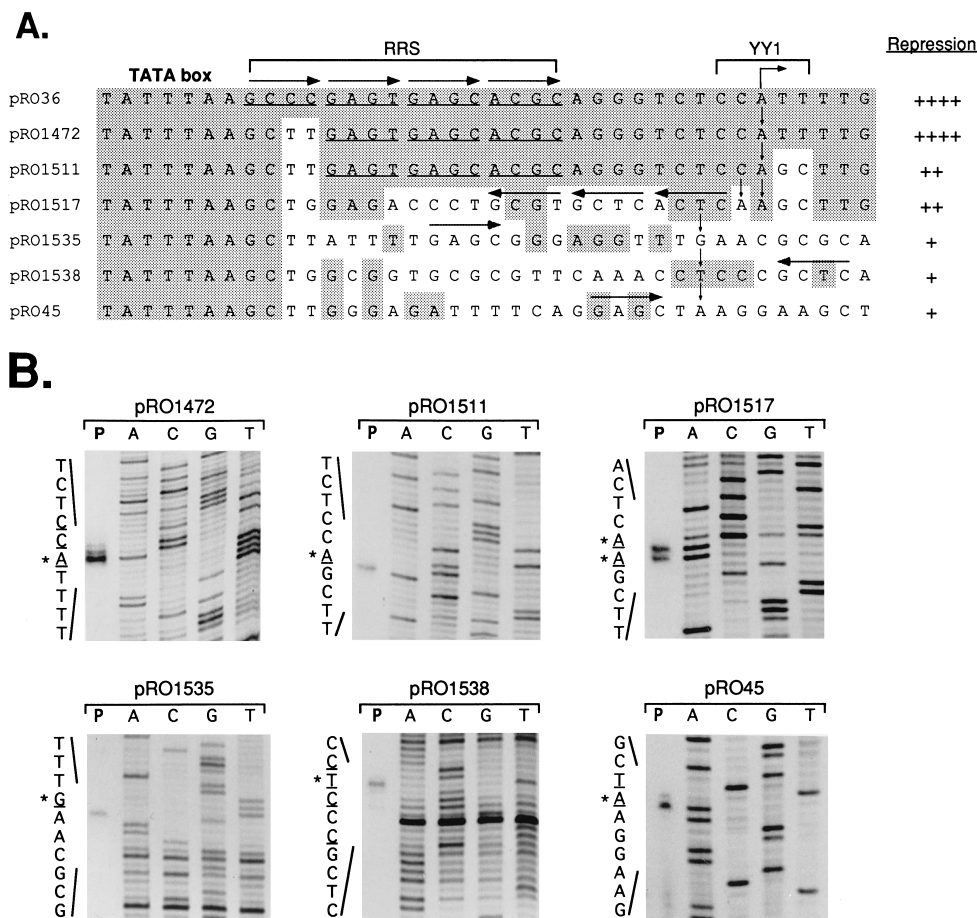 A.
RRS
YY1
Repression
TATA box
pRO36 T A T T T A A G C C C G A G T G A G C A C G C A G G G T C T C C A T T T T G ++++
pRO1472 T A T T T A A G C T T G A G T G A G C A C G C A G G G T C T C C A T T T T G ++++
pRO1511 T A T T T A A G C T T G A G T G A G C A C G C A G G G T C T C C A G C T T G ++
pRO1517 T A T T T A A G C T G G A G A C C C T G C G T G C T C A C T C A A G C T T G ++
pRO1535 T A T T T A A G C T T A T T T T G A G C G G G A G G T T T G A A C G C G C A +
pRO1538 T A T T T A A G C T G G C G G T G C G C G T T C A A A C C T C C C G C T C A +
pRO45 T A T T T A A G C T T G G G A G A T T T T C A G G A G C T A A G G A A G C T +
B.
pRO1472
P A C G T
T C T C C * A T T T T
pRO1511
P A C G T
T C T C C * A G C T T
pRO1517
P A C G T
A C T C * A * A G C T T
pRO1535
P A C G T
T T T * G A A C G C G
pRO1538
P A C G T
C C * T C C C G C T C
pRO45
P A C G T
G C T * A A G G A A G